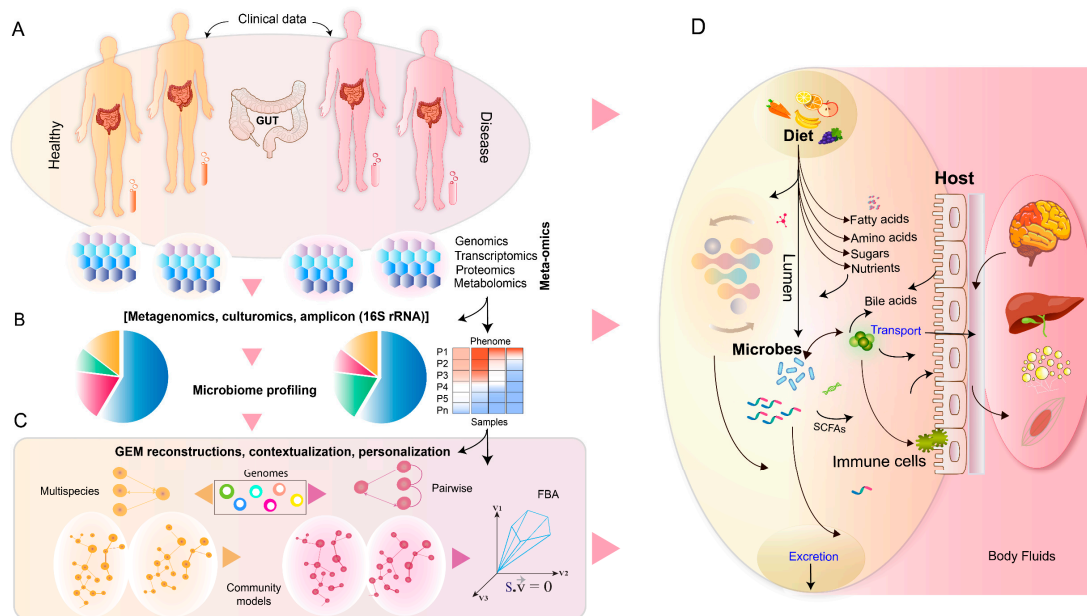 A
Clinical data
Healthy
GUT
Disease
Genomics
Transcriptomics
Proteomics
Metabolomics
Meta-omics
B
[Metagenomics, culturomics, amplicon (16S rRNA)]
Microbiome profiling
Phenome
P1
P2
P3
P4
P5
Pn
Samples
C
GEM reconstructions, contextualization, personalization
Multispecies
Genomes
Pairwise
FBA
Community
models
V1
V2
V3
S.v⃗ = 0
D
Diet
Host
Fatty acids
Amino acids
Sugars
Nutrients
Lumen
Bile acids
Transport
Microbes
SCFAs
Immune cells
Excretion
Body Fluids